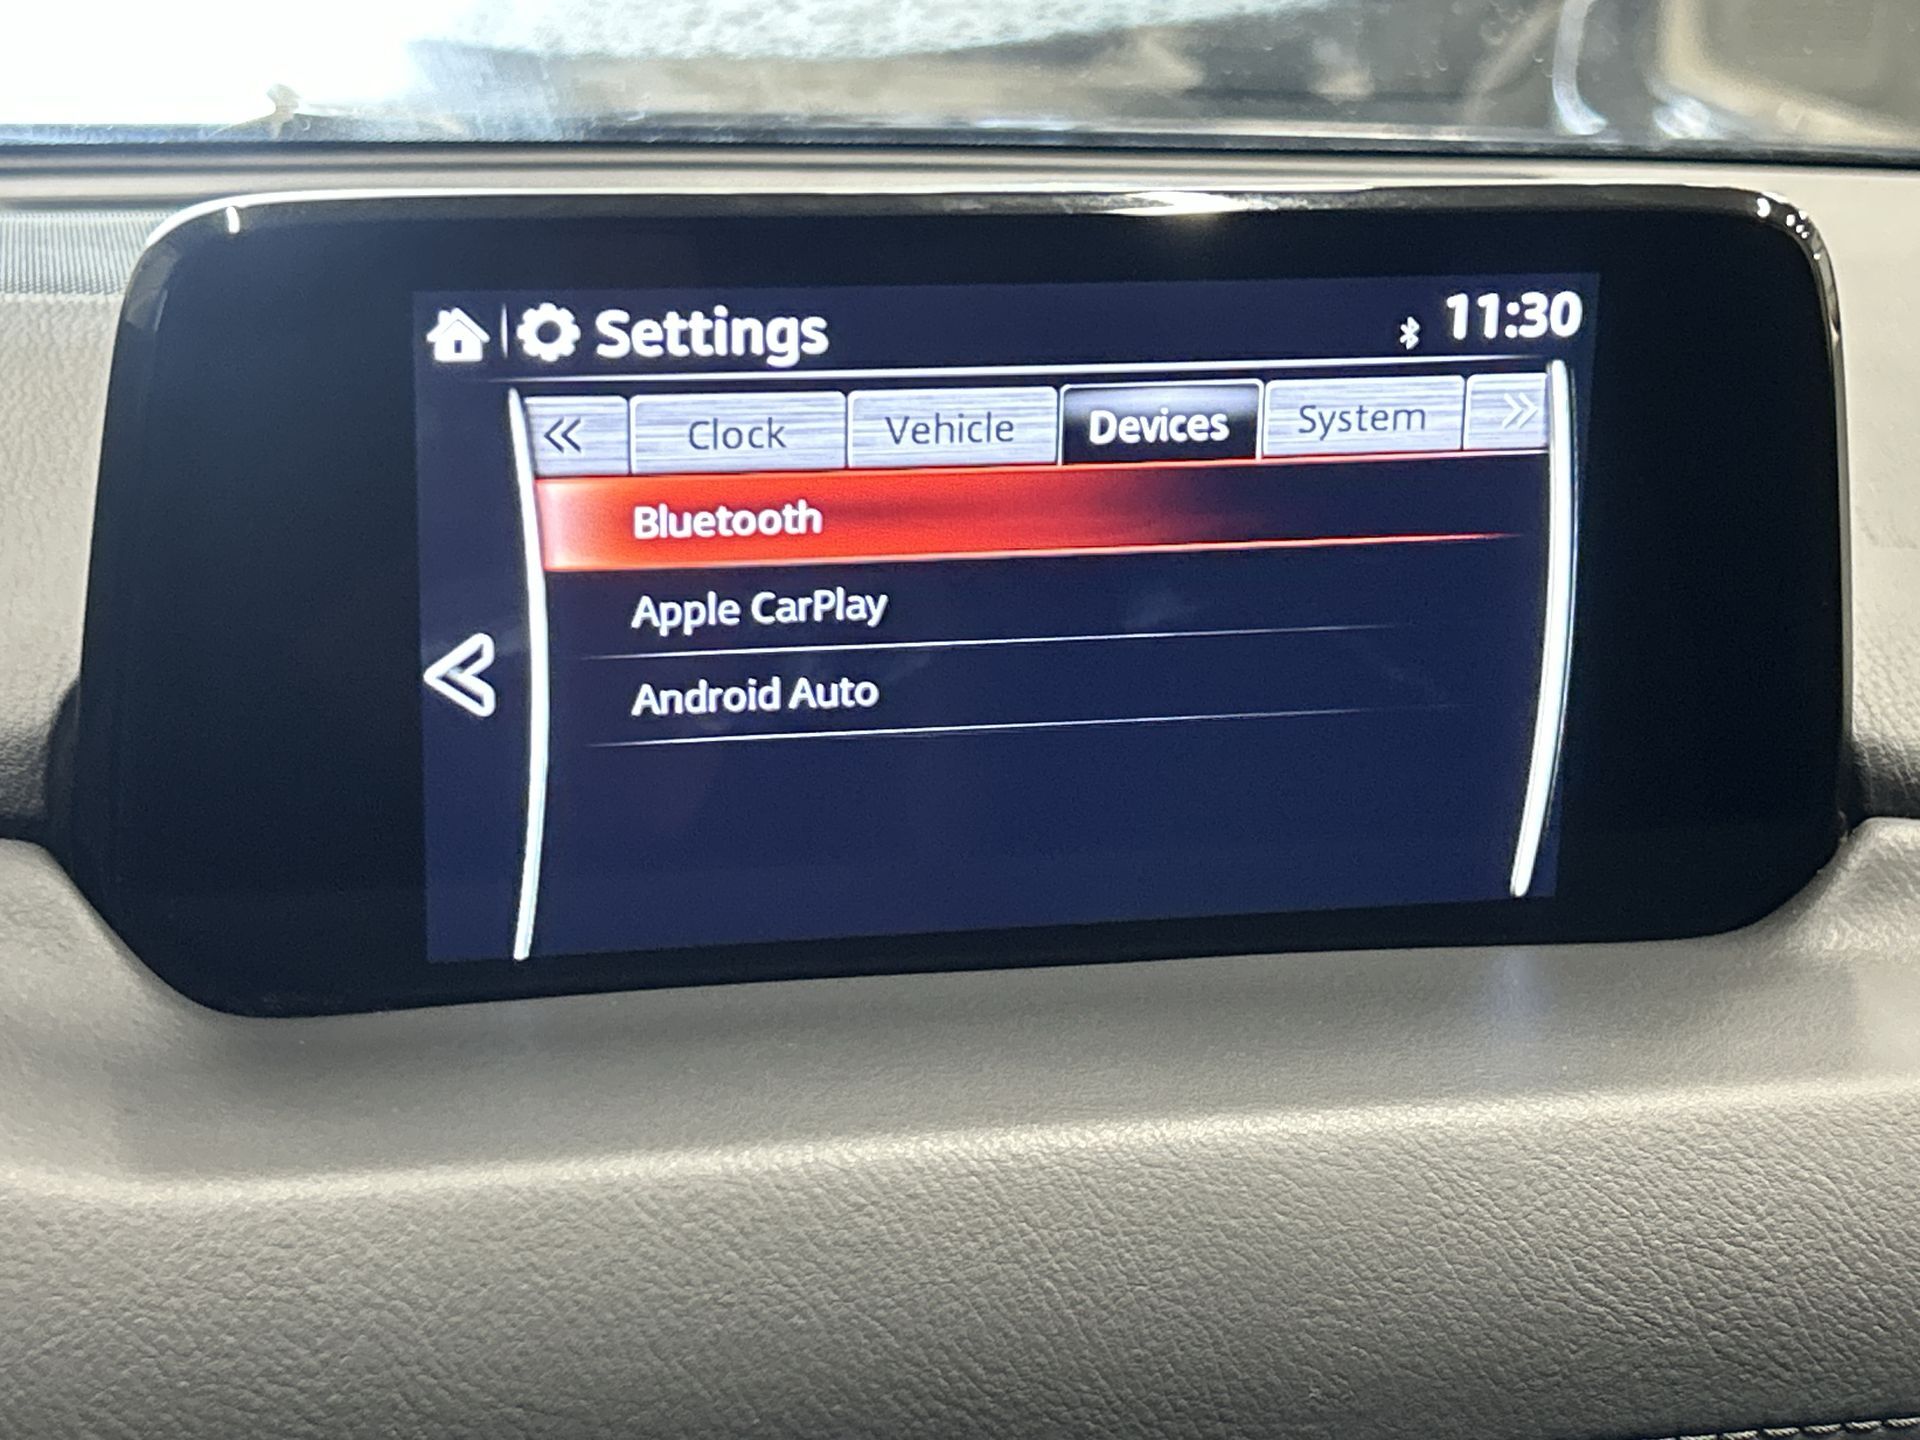 Settings 11:30
« Clock Vehicle Devices System »
Bluetooth
Apple CarPlay
Android Auto